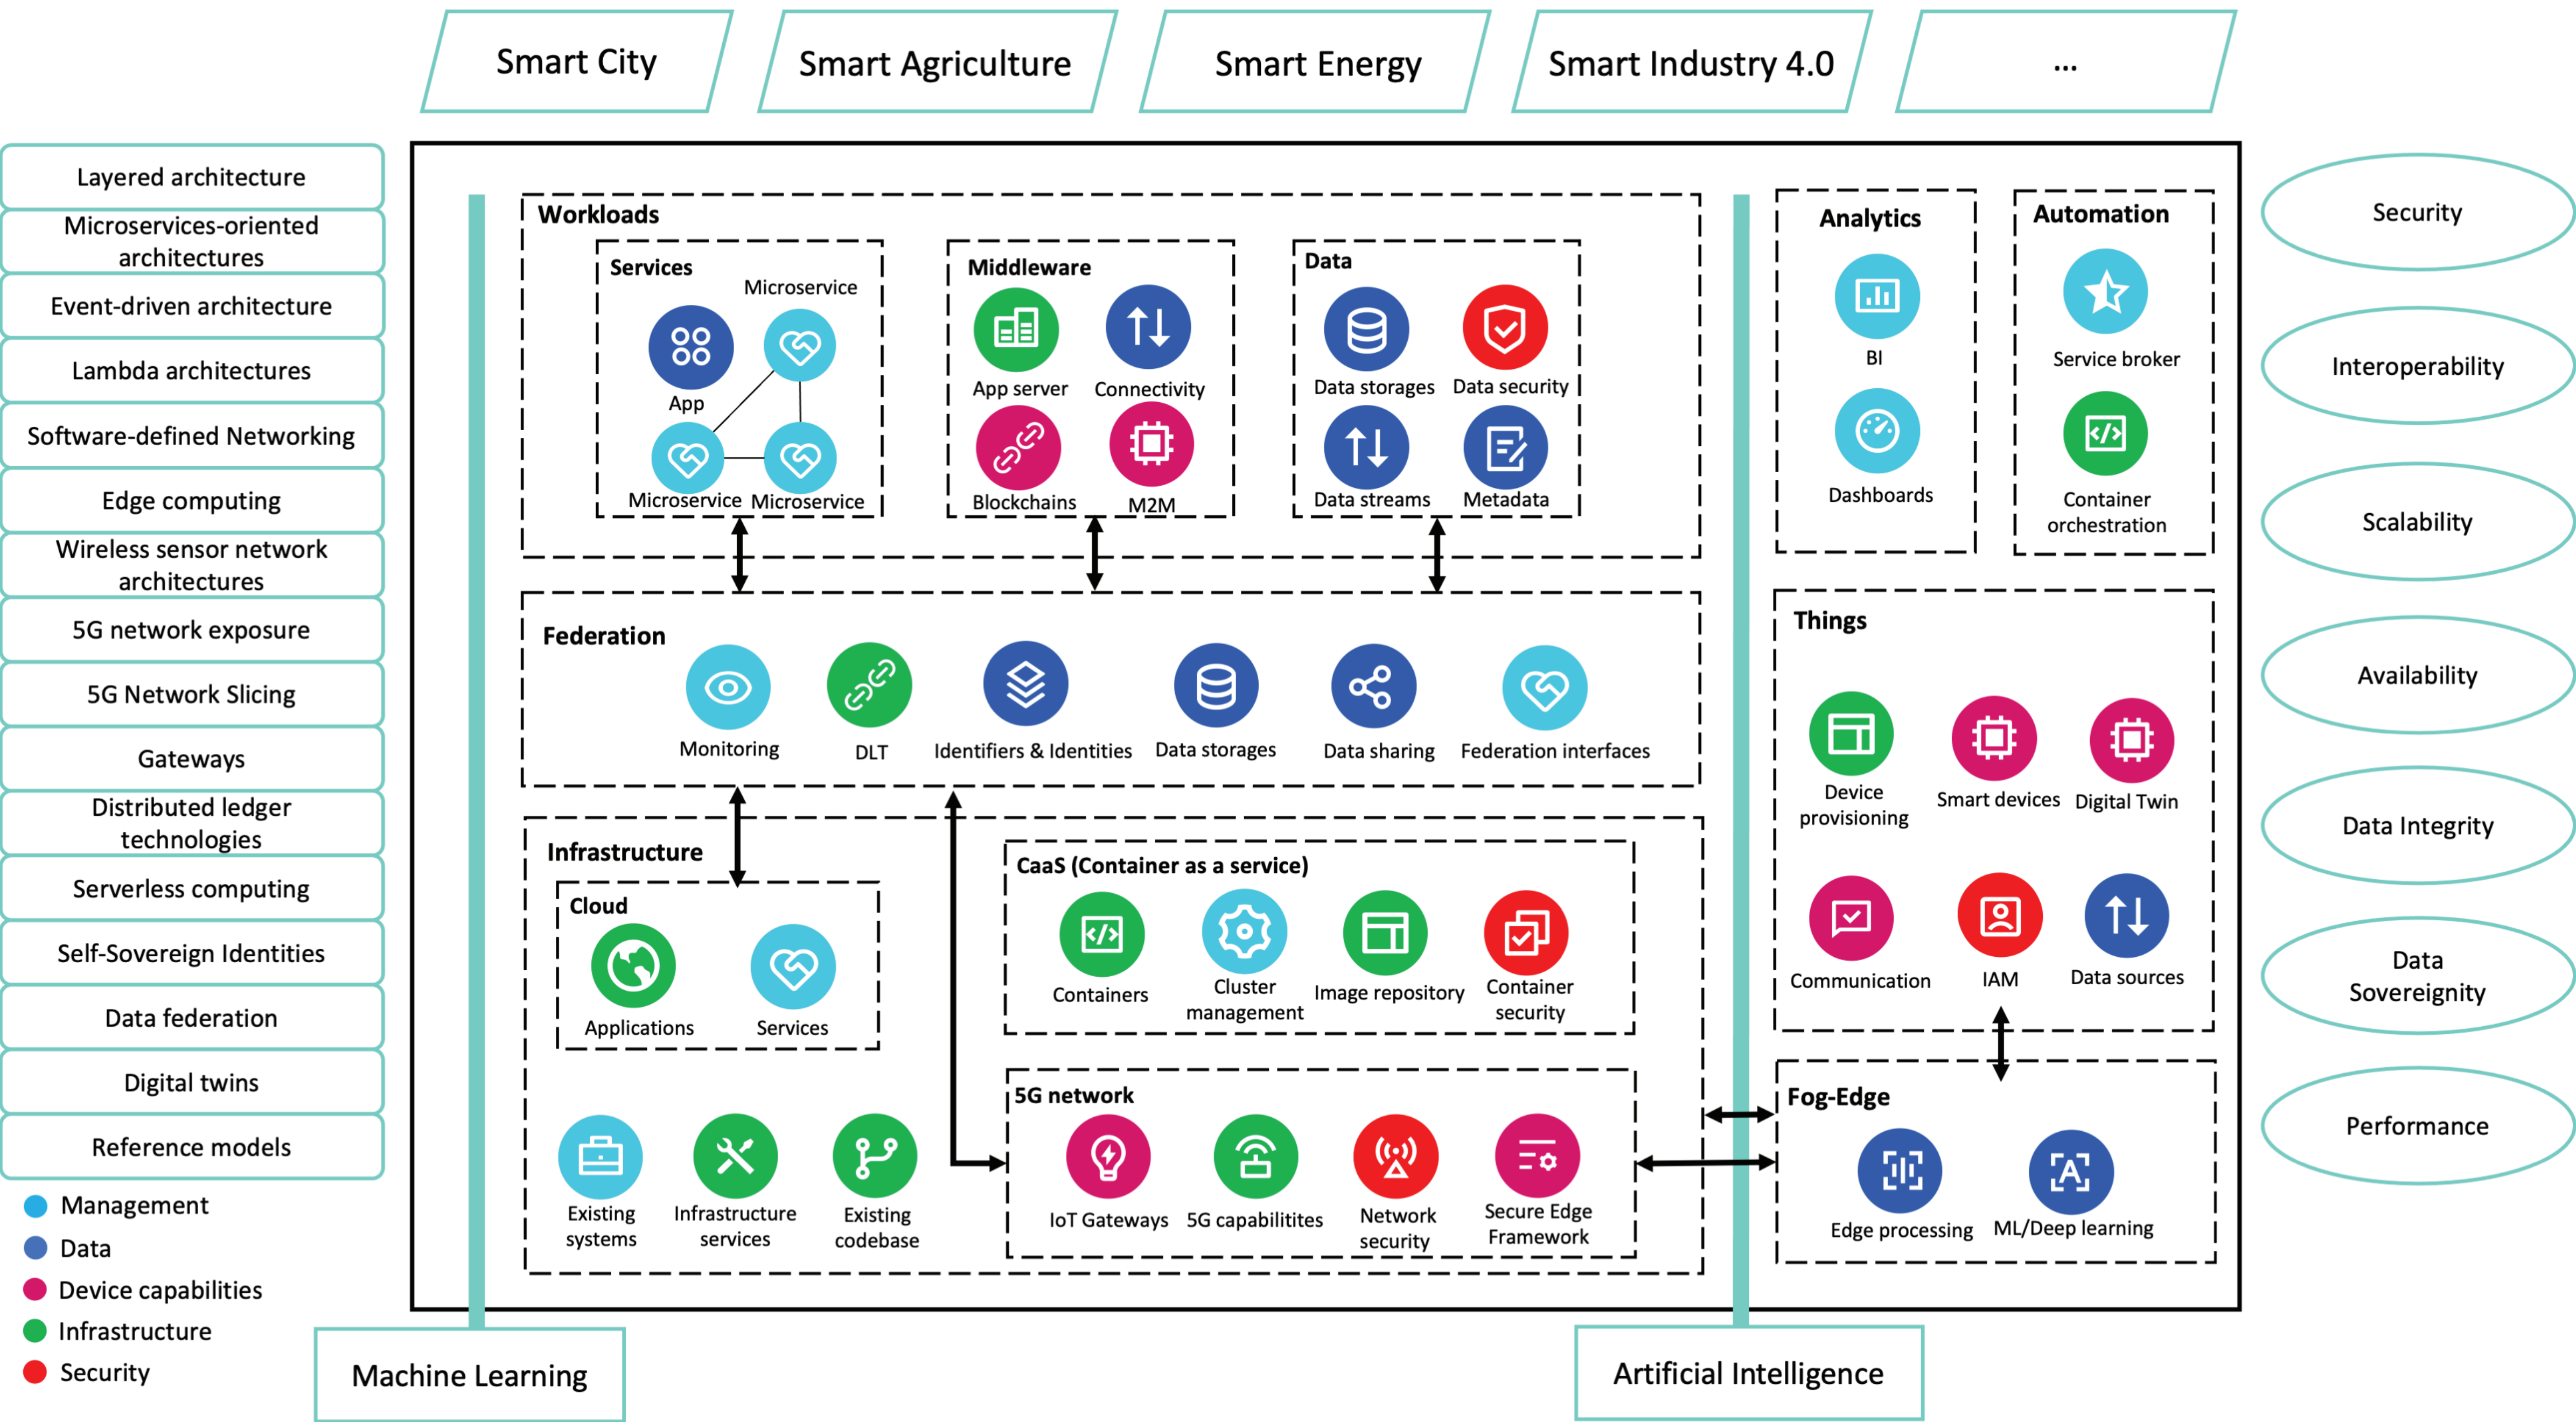 Smart City
Smart Agriculture
Smart Energy
Smart Industry 4.0
...
Layered architecture
Microservices-oriented
architectures
Event-driven architecture
Lambda architectures
Software-defined Networking
Edge computing
Wireless sensor network
architectures
5G network exposure
5G Network Slicing
Gateways
Distributed ledger
technologies
Serverless computing
Self-Sovereign Identities
Data federation
Digital twins
Reference models
Management
Data
Device capabilities
Infrastructure
Security
Workloads
Services
Microservice
App
Microservice
Microservice
Middleware
App server
Connectivity
Blockchains
M2M
Data
Data storages
Data security
Data streams
Metadata
Federation
Monitoring
DLT
Identifiers & Identities
Data storages
Data sharing
Federation interfaces
Infrastructure
Cloud
Applications
Services
CaaS (Container as a service)
Containers
Cluster
management
Image repository
Container
security
Existing
systems
Infrastructure
services
Existing
codebase
5G network
IoT Gateways
5G capabilitites
Network
security
Secure Edge
Framework
Analytics
BI
Dashboards
Automation
Service broker
Container
orchestration
Things
Device
provisioning
Smart devices
Digital Twin
Communication
IAM
Data sources
Fog-Edge
Edge processing
ML/Deep learning
Security
Interoperability
Scalability
Availability
Data Integrity
Data
Sovereignity
Performance
Machine Learning
Artificial Intelligence